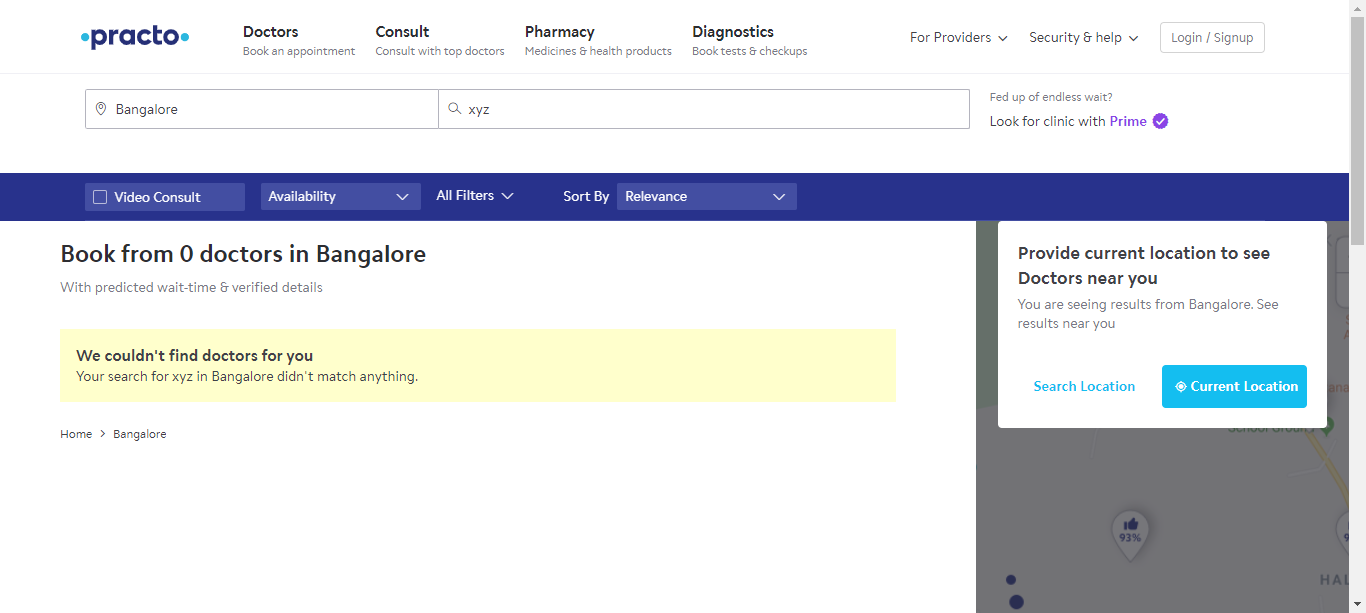 practo
Doctors
Book an appointment
Consult
Consult with top doctors
Pharmacy
Medicines & health products
Diagnostics
Book tests & checkups
For Providers
Security & help
Login / Signup
Bangalore
xyz
Fed up of endless wait?
Look for clinic with Prime
Video Consult
Availability
All Filters
Sort By
Relevance
Book from 0 doctors in Bangalore
With predicted wait-time & verified details
We couldn't find doctors for you
Your search for xyz in Bangalore didn't match anything.
Home > Bangalore
Provide current location to see
Doctors near you
You are seeing results from Bangalore. See
results near you
Search Location
Current Location
93%